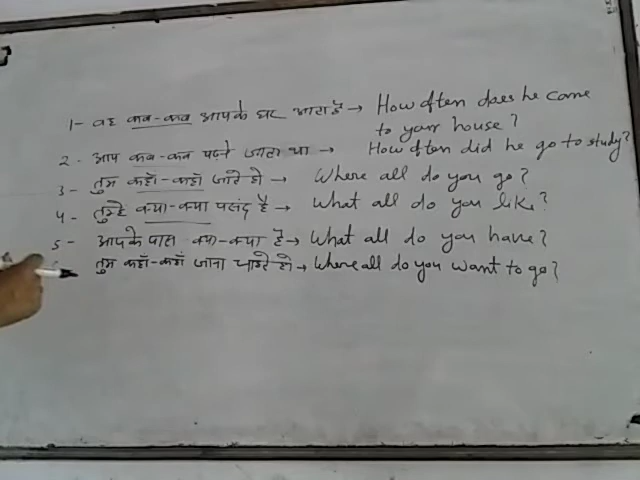 1- वह कब-कब आपके घर आता है → How often does he come
to your house?
2- आप कब-कब पढ़ने जाता था → How often did he go to study?
3- तुम कहाँ-कहाँ जाते हो → Where all do you go?
4- तुम्हे क्या-क्या पसंद है → What all do you like?
5- आपके पास क्या-क्या है → What all do you have?
तुम कहाँ-कहाँ जाना चाहते हो → Where all do you want to go?